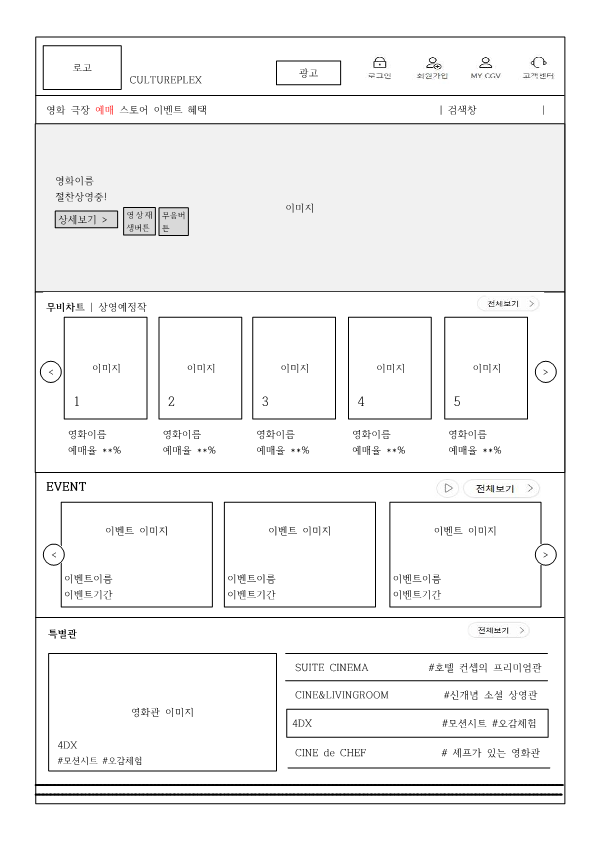 로고
CULTUREPLEX
광고
로그인
회원가입
MY CGV
고객센터
영화 극장 예매 스토어 이벤트 혜택
| 검색창 |
영화이름
절찬상영중!
상세보기 >
영상재
생버튼
무음버
튼
이미지
무비차트 | 상영예정작
전체보기 >
<
이미지
1
이미지
2
이미지
3
이미지
4
이미지
5
>
영화이름
예매율 **%
영화이름
예매율 **%
영화이름
예매율 **%
영화이름
예매율 **%
영화이름
예매율 **%
EVENT
전체보기 >
<
이벤트 이미지
이벤트이름
이벤트기간
이벤트 이미지
이벤트이름
이벤트기간
이벤트 이미지
이벤트이름
이벤트기간
>
특별관
전체보기 >
영화관 이미지
4DX
#모션시트 #오감체험
SUITE CINEMA #호텔 컨셉의 프리미엄관
CINE&LIVINGROOM #신개념 소셜 상영관
4DX #모션시트 #오감체험
CINE de CHEF # 셰프가 있는 영화관